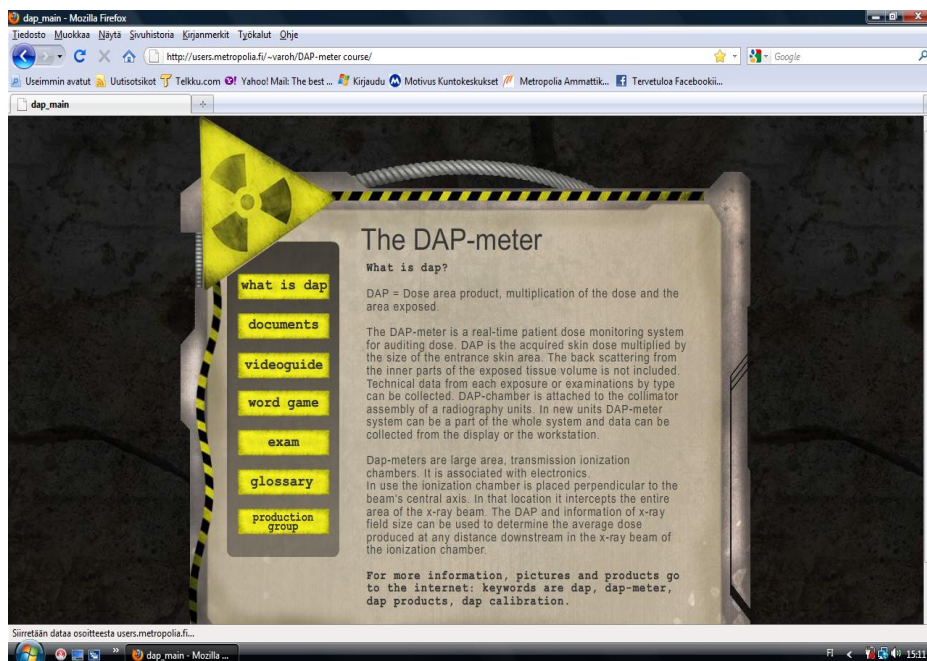 dap_main - Mozilla Firefox
Tiedosto Muokkaa Näytä Sivuhistoria Kirjanmerkit Työkalut Ohje
http://users.metropolia.fi/~varoh/DAP-meter course/
Google
Useimmin avatut Uutisotsikot Telkku.com Yahoo! Mail: The best ... Kirjaudu Motivus Kuntokeskukset Metropolia Ammattik... Tervetuloa Facebookii...
dap_main
The DAP-meter
What is dap?
DAP = Dose area product, multiplication of the dose and the
area exposed.
The DAP-meter is a real-time patient dose monitoring system
for auditing dose. DAP is the acquired skin dose multiplied by
the size of the entrance skin area. The back scattering from
the inner parts of the exposed tissue volume is not included.
Technical data from each exposure or examinations by type
can be collected. DAP-chamber is attached to the collimator
assembly of a radiography units. In new units DAP-meter
system can be a part of the whole system and data can be
collected from the display or the workstation.
Dap-meters are large area, transmission ionization
chambers. It is associated with electronics.
In use the ionization chamber is placed perpendicular to the
beam's central axis. In that location it intercepts the entire
area of the x-ray beam. The DAP and information of x-ray
field size can be used to determine the average dose
produced at any distance downstream in the x-ray beam of
the ionization chamber.
For more information, pictures and products go
to the internet: keywords are dap, dap-meter,
dap products, dap calibration.
what is dap
documents
videoguide
word game
exam
glossary
production
group
Siirretään dataa osoitteesta users.metropolia.fi...
dap_main - Mozilla ...
FI
15:11